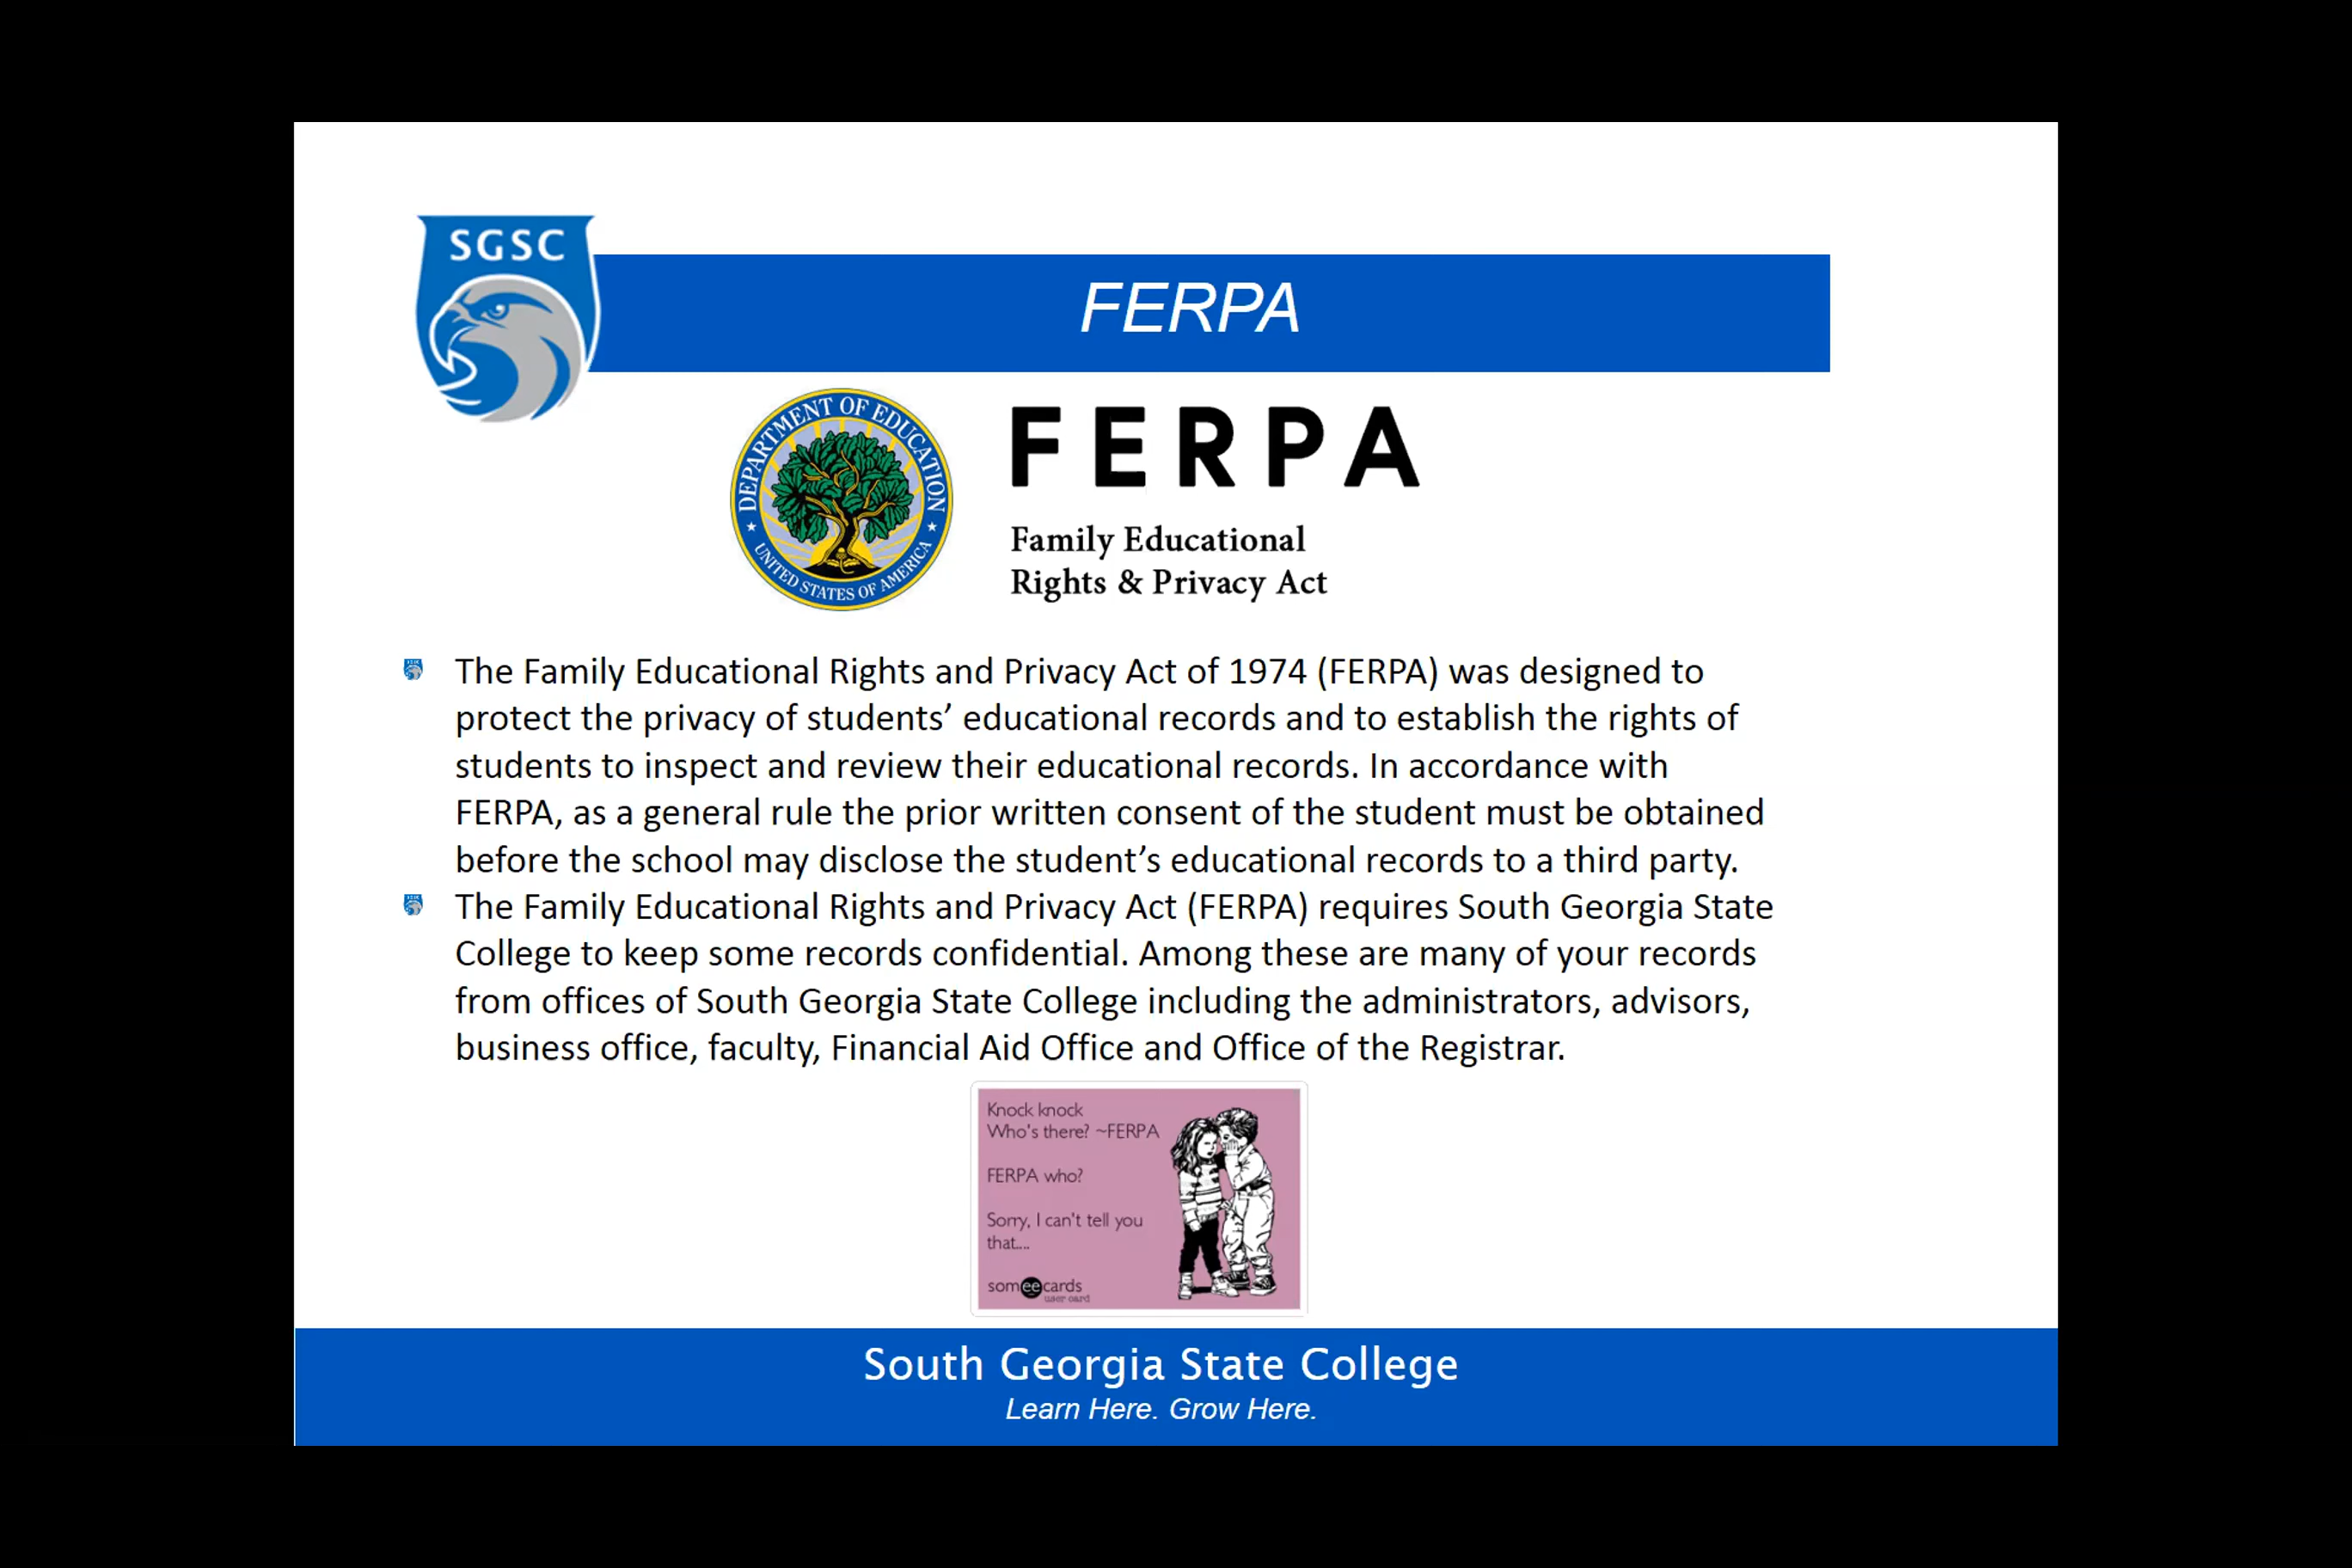 SGSC
FERPA
DEPARTMENT OF EDUCATION
UNITED STATES OF AMERICA
FERPA
Family Educational
Rights & Privacy Act
The Family Educational Rights and Privacy Act of 1974 (FERPA) was designed to
protect the privacy of students’ educational records and to establish the rights of
students to inspect and review their educational records. In accordance with
FERPA, as a general rule the prior written consent of the student must be obtained
before the school may disclose the student’s educational records to a third party.
The Family Educational Rights and Privacy Act (FERPA) requires South Georgia State
College to keep some records confidential. Among these are many of your records
from offices of South Georgia State College including the administrators, advisors,
business office, faculty, Financial Aid Office and Office of the Registrar.
Knock knock
Who's there? ~FERPA
FERPA who?
Sorry, I can't tell you
that....
someecards
user card
South Georgia State College
Learn Here. Grow Here.